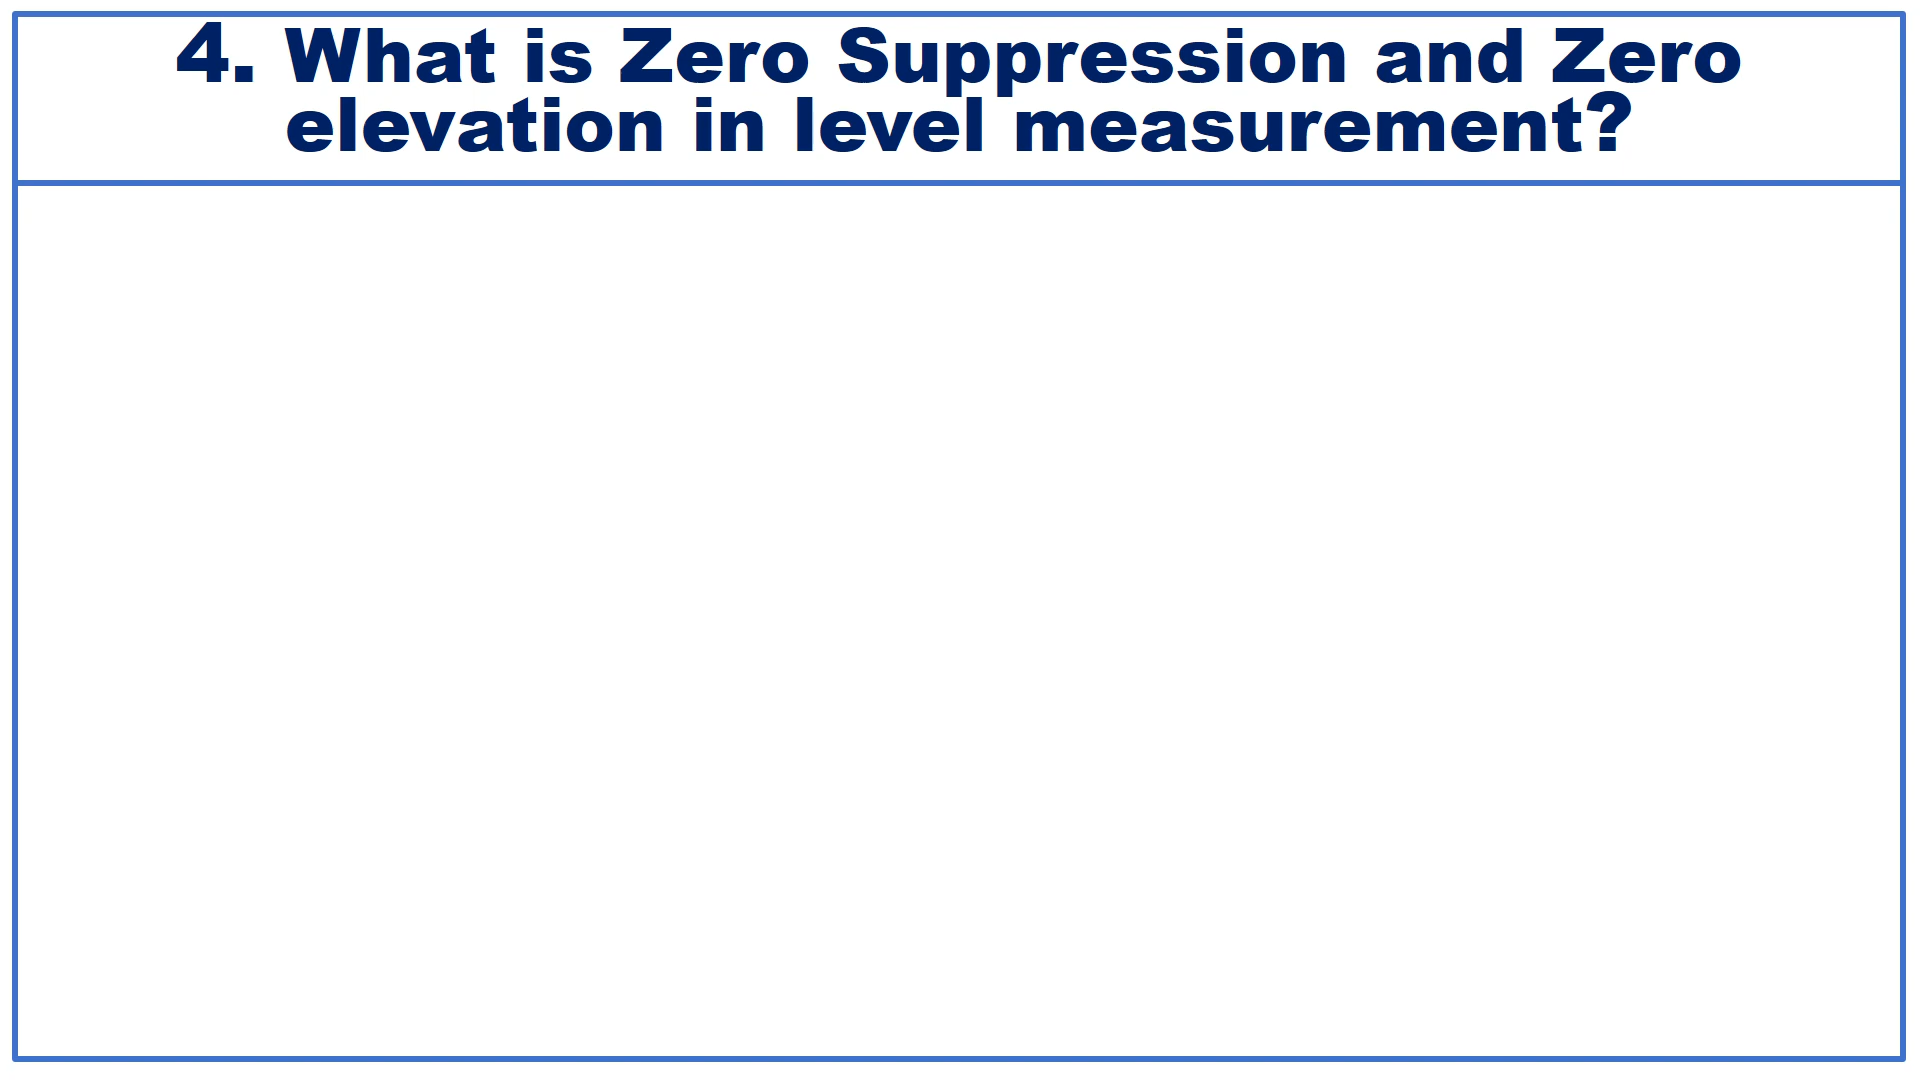 4. What is Zero Suppression and Zero
elevation in level measurement?